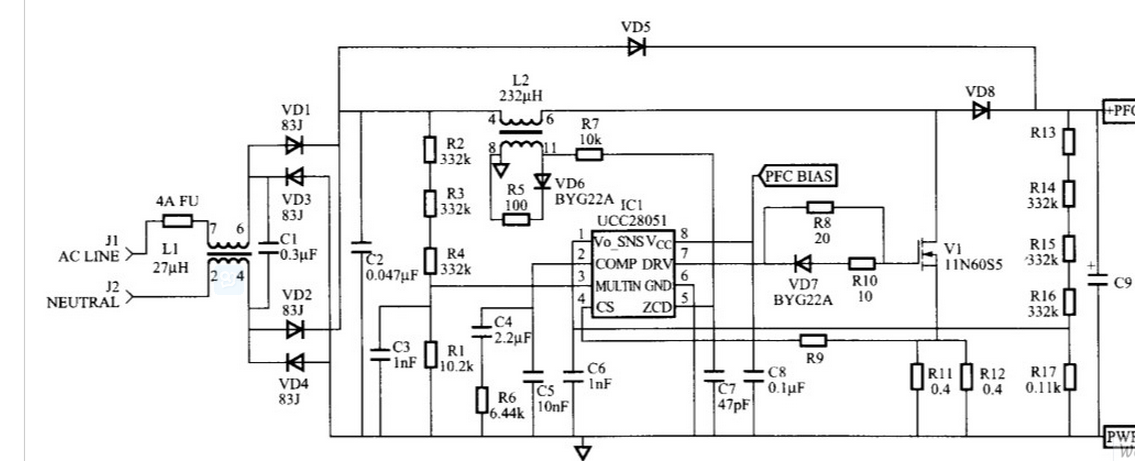 VD5
L2
232μH
VD8
+PFC
VD1
83J
4
6
R7
10k
R13
R2
332k
8
11
PFC BIAS
VD3
83J
R5
100
VD6
BYG22A
R3
332k
IC1
UCC28051
R14
332k
4A FU
R8
20
7
6
C1
0.3μF
J1
AC LINE
L1
27μH
2
4
1
Vo_SNS
VCC
8
2
COMP
DRV
7
3
MULTIN
GND
6
4
CS
ZCD
5
V1
11N60S5
R15
332k
R4
332k
C2
0.047μF
VD7
BYG22A
R10
10
+
C9
J2
NEUTRAL
VD2
83J
R16
332k
C4
2.2μF
C3
1nF
R1
10.2k
R9
VD4
83J
R6
6.44k
C5
10nF
C6
1nF
C7
47pF
C8
0.1μF
R11
0.4
R12
0.4
R17
0.11k